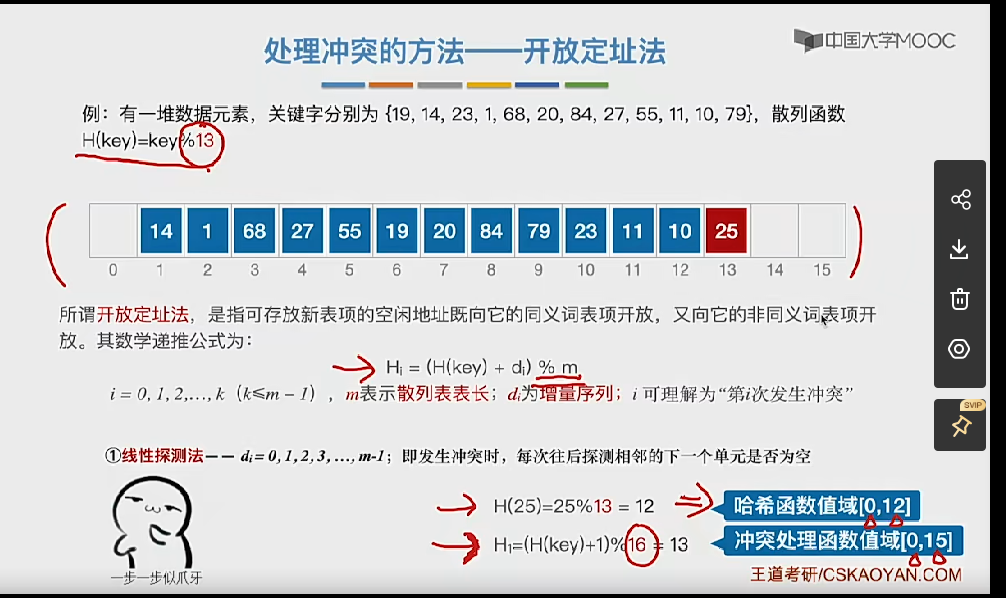 处理冲突的方法——开放定址法
中国大学MOOC
例：有一堆数据元素，关键字分别为 {19, 14, 23, 1, 68, 20, 84, 27, 55, 11, 10, 79}，散列函数
H(key)=key%13
14 1 68 27 55 19 20 84 79 23 11 10 25
0 1 2 3 4 5 6 7 8 9 10 11 12 13 14 15
所谓开放定址法，是指可存放新表项的空闲地址既向它的同义词表项开放，又向它的非同义词表项开
放。其数学递推公式为：
Hᵢ = (H(key) + dᵢ) % m
i = 0, 1, 2,…, k（k≤m – 1），m表示散列表表长；dᵢ为增量序列；i 可理解为“第i次发生冲突”
SVIP
①线性探测法—— dᵢ = 0, 1, 2, 3, …, m-1；即发生冲突时，每次往后探测相邻的下一个单元是否为空
H(25)=25%13 = 12
哈希函数值域[0,12]
H₁=(H(key)+1)%16 = 13
冲突处理函数值域[0,15]
一步一步似爪牙
王道考研/CSKAOYAN.COM